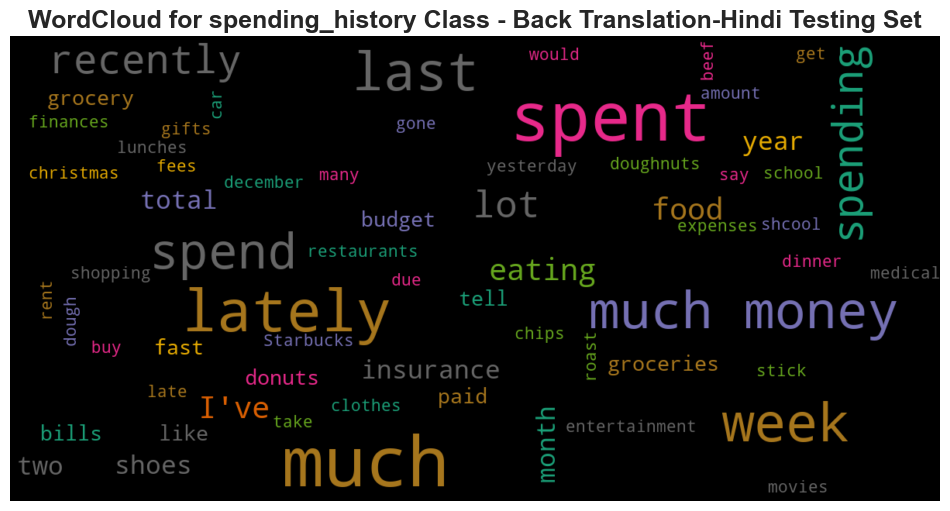 WordCloud for spending_history Class - Back Translation-Hindi Testing Set
recently
last
would
beef
get
spending
grocery
car
spent
amount
finances
gifts
gone
year
lunches
christmas
fees
december
many
yesterday
doughnuts
say
school
total
budget
lot
food
expenses
shcool
spend
restaurants
eating
dinner
shopping
due
medical
rent
dough
lately
tell
much money
buy
fast
Starbucks
chips
roast
groceries
stick
donuts
insurance
late
I've
take
clothes
paid
bills
like
month
entertainment
week
two
shoes
much
movies